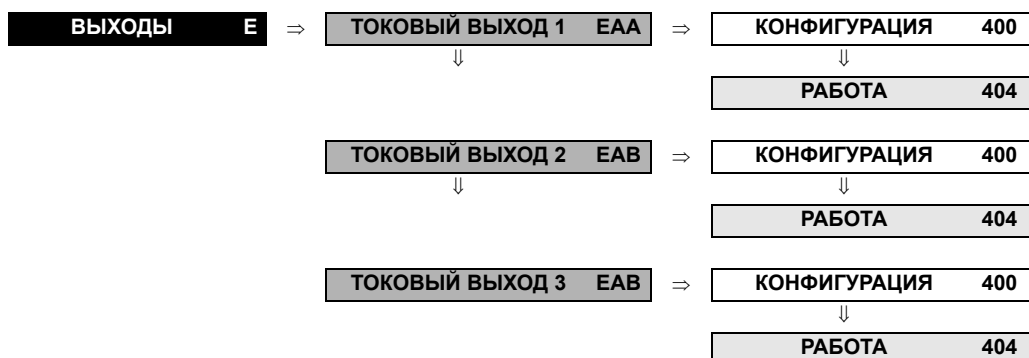 ВЫХОДЫ E ⇒ ТОКОВЫЙ ВЫХОД 1 EAA ⇒ КОНФИГУРАЦИЯ 400
⇓ ⇓
РАБОТА 404
ТОКОВЫЙ ВЫХОД 2 EAB ⇒ КОНФИГУРАЦИЯ 400
⇓ ⇓
РАБОТА 404
ТОКОВЫЙ ВЫХОД 3 EAB ⇒ КОНФИГУРАЦИЯ 400
⇓
РАБОТА 404